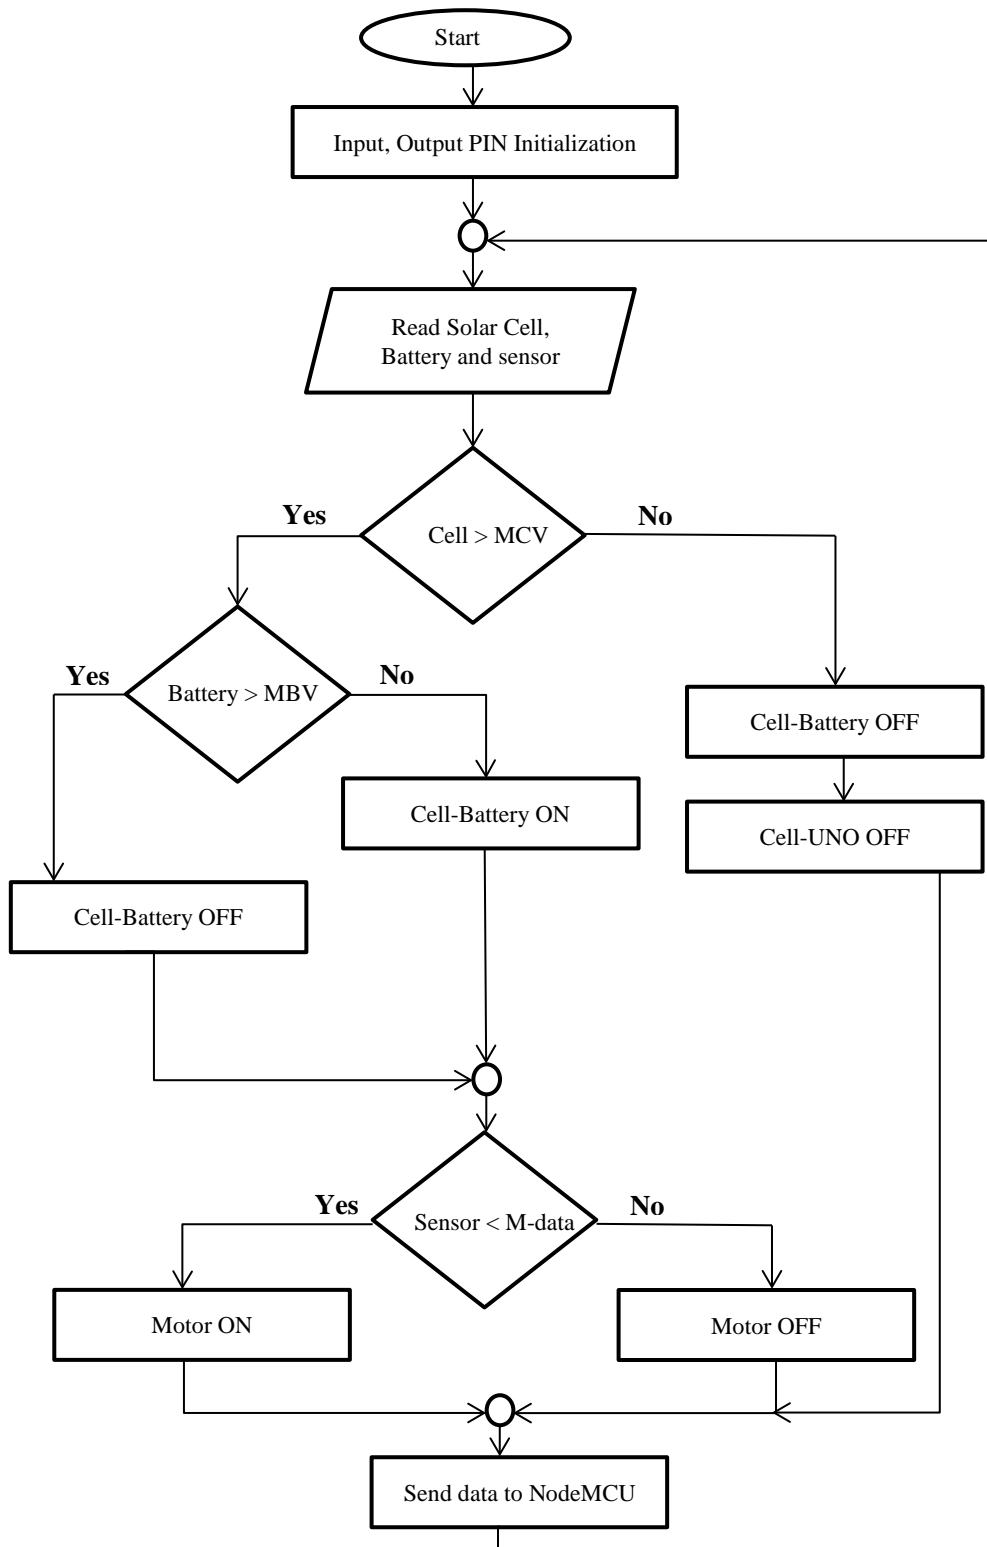 Start
Input, Output PIN Initialization
Read Solar Cell,
Battery and sensor
Yes
Cell > MCV
No
Yes
Battery > MBV
No
Cell-Battery OFF
Cell-Battery ON
Cell-UNO OFF
Cell-Battery OFF
Yes
Sensor < M-data
No
Motor ON
Motor OFF
Send data to NodeMCU